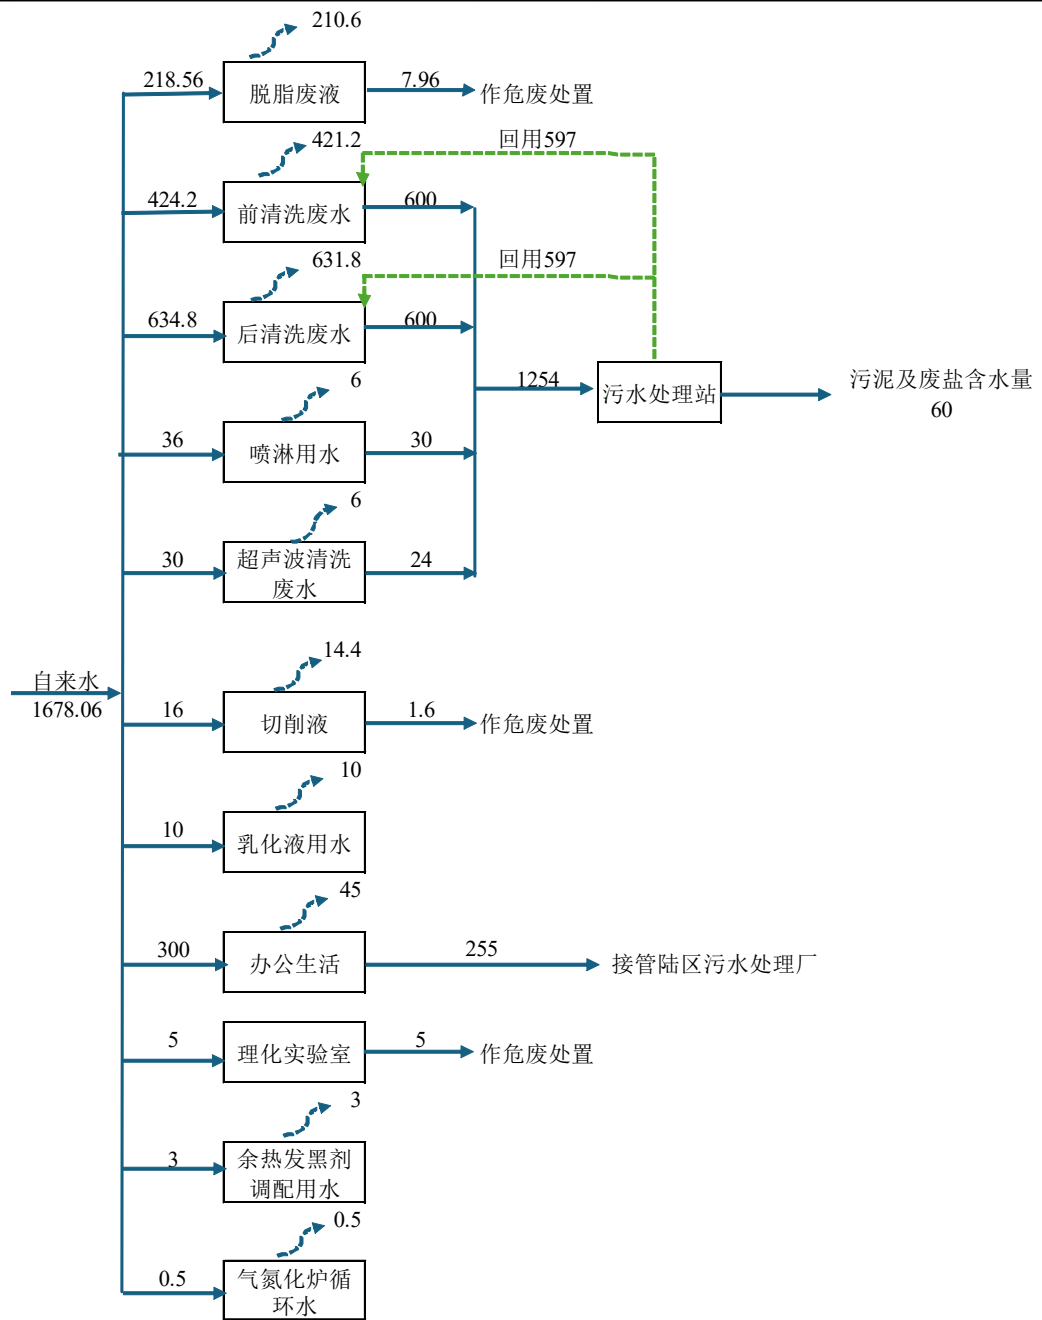 210.6
218.56
脱脂废液
7.96
作危废处置
421.2
回用597
424.2
前清洗废水
600
631.8
回用597
634.8
后清洗废水
600
6
1254
污水处理站
污泥及废盐含水量
60
36
喷淋用水
30
6
30
超声波清洗
废水
24
自来水
1678.06
14.4
16
切削液
1.6
作危废处置
10
10
乳化液用水
45
300
办公生活
255
接管陆区污水处理厂
5
理化实验室
5
作危废处置
3
3
余热发黑剂
调配用水
0.5
0.5
气氮化炉循
环水